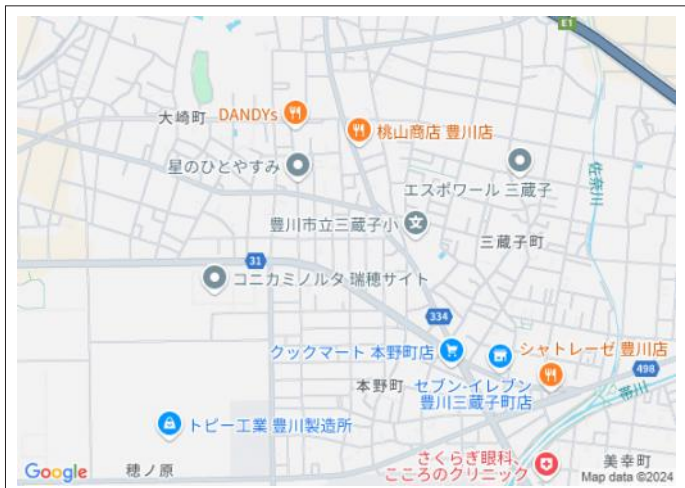 E1
大崎町
DANDYs
桃山商店 豊川店
星のひとやすみ
エスポワール 三蔵子
佐奈川
豊川市立三蔵子小
三蔵子町
31
コニカミノルタ 瑞穂サイト
334
クックマート 本野町店
シャトレーゼ 豊川店
498
本野町
セブン-イレブン
豊川三蔵子町店
帯川
トピー工業 豊川製造所
さくらぎ眼科、
こころのクリニック
美幸町
Google
穂ノ原
Map data ©2024